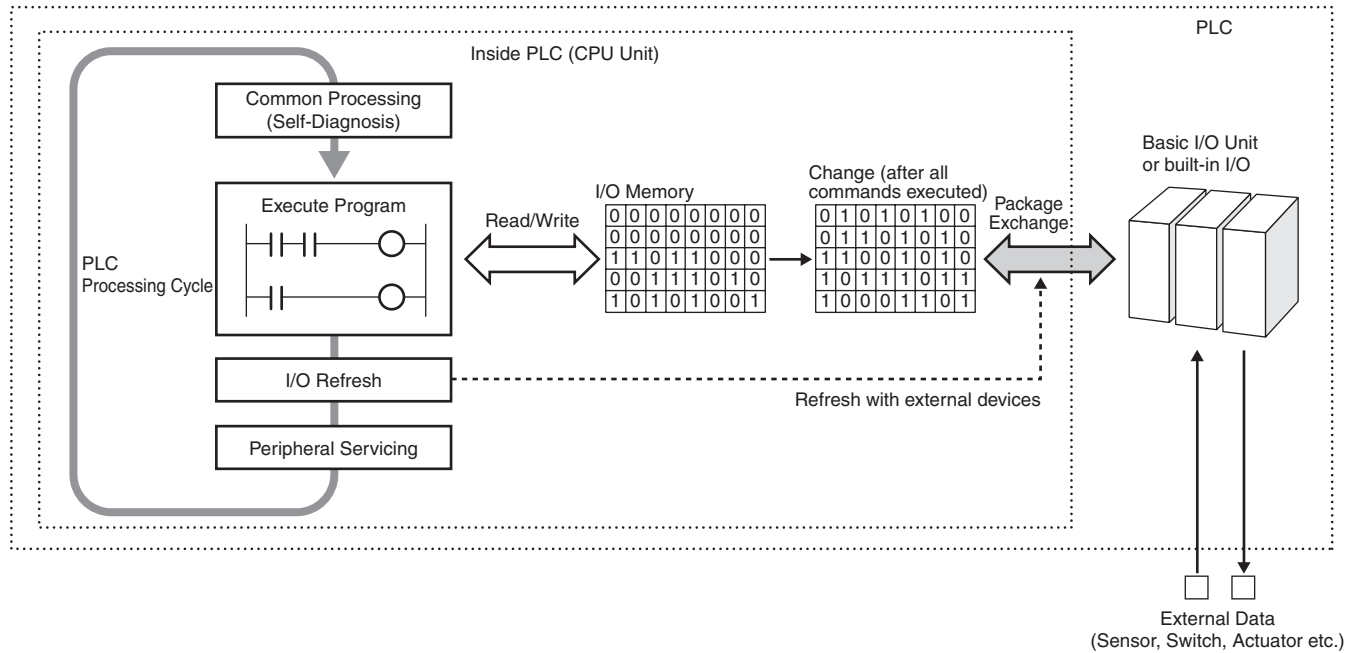 PLC
Inside PLC (CPU Unit)
Common Processing
(Self-Diagnosis)
Execute Program
PLC
Processing Cycle
I/O Refresh
Peripheral Servicing
Read/Write
I/O Memory
0 0 0 0 0 0 0 0
0 0 0 0 0 0 0 0
1 1 0 1 1 0 0 0
0 0 1 1 1 0 1 0
1 0 1 0 1 0 0 1
Change (after all
commands executed)
0 1 0 1 0 1 0 0
0 1 1 0 1 0 1 0
1 1 0 0 1 0 1 0
1 0 1 1 1 0 1 1
1 0 0 0 1 1 0 1
Package
Exchange
Refresh with external devices
Basic I/O Unit
or built-in I/O
External Data
(Sensor, Switch, Actuator etc.)